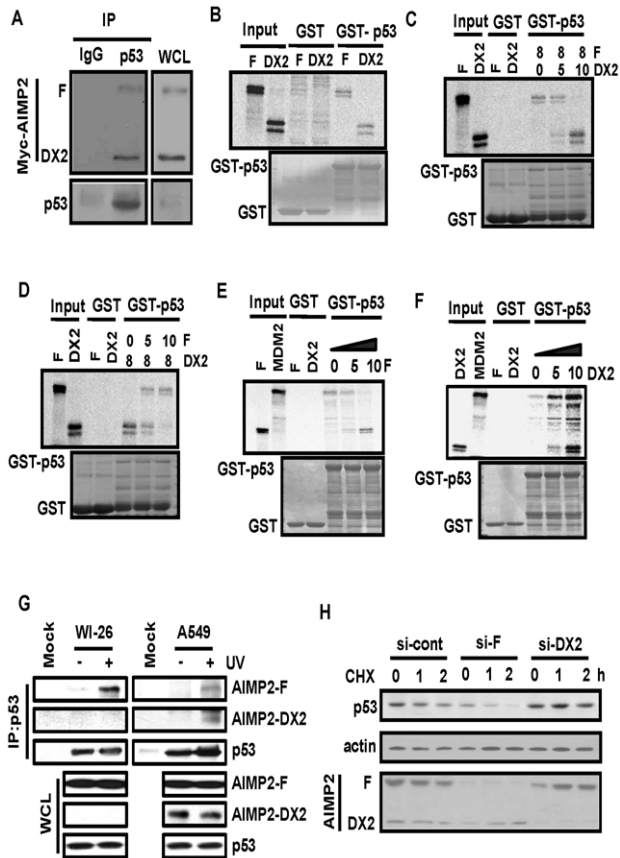 A
IP
IgG p53 WCL
Myc-AIMP2
F
DX2
p53
B
Input GST GST- p53
F DX2 F DX2 F DX2
GST-p53
GST
C
Input GST GST-p53
F DX2 F DX2 8 8 8 F
0 5 10 DX2
GST-p53
GST
D
Input GST GST-p53
F DX2 F DX2 0 5 10 F
8 8 8 DX2
GST-p53
GST
E
Input GST GST-p53
F MDM2 F DX2 0 5 10 F
GST-p53
GST
F
Input GST GST-p53
DX2 MDM2 F DX2 0 5 10 DX2
GST-p53
GST
G
Mock WI-26 Mock A549
- + - + UV
IP:p53
AIMP2-F
AIMP2-DX2
p53
WCL
AIMP2-F
AIMP2-DX2
p53
H
si-cont si-F si-DX2
CHX 0 1 2 0 1 2 0 1 2 h
p53
actin
AIMP2
F
DX2